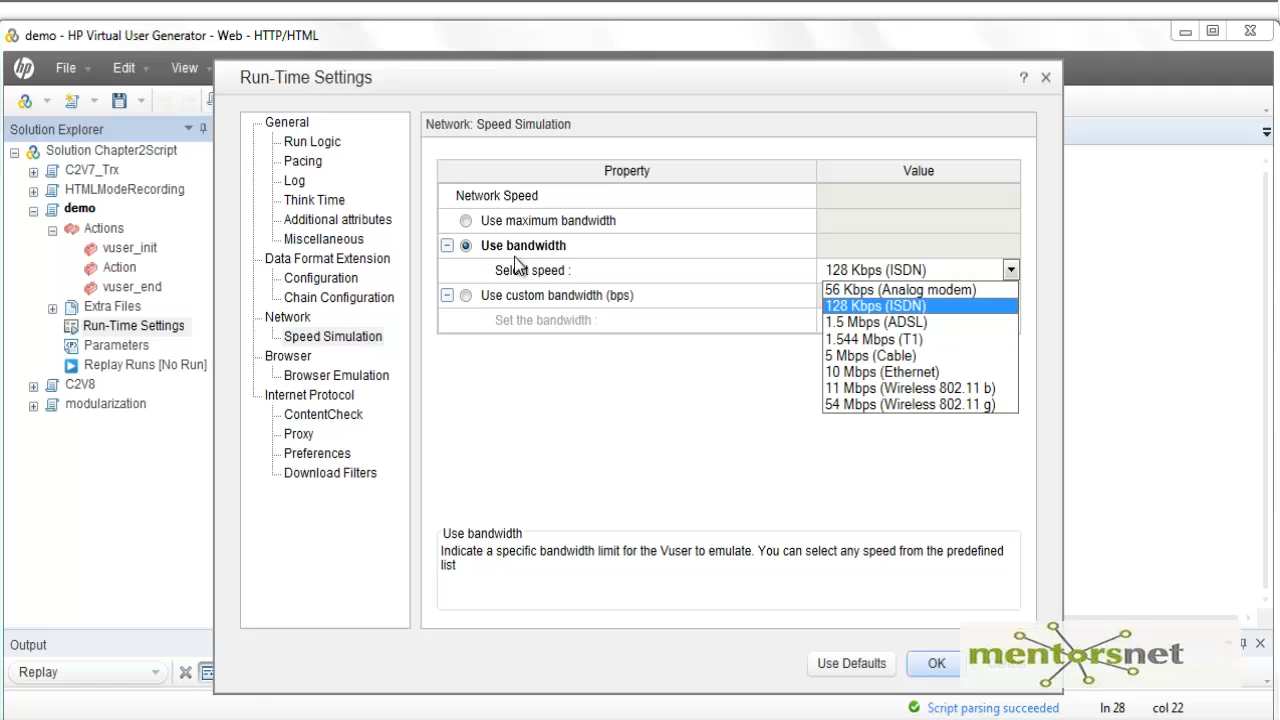 demo - HP Virtual User Generator - Web - HTTP/HTML
hp File Edit View
Run-Time Settings
?
Solution Explorer
Solution Chapter2Script
C2V7_Trx
HTMLModeRecording
demo
Actions
vuser_init
Action
vuser_end
Extra Files
Run-Time Settings
Parameters
Replay Runs [No Run]
C2V8
modularization
General
Run Logic
Pacing
Log
Think Time
Additional attributes
Miscellaneous
Data Format Extension
Configuration
Chain Configuration
Network
Speed Simulation
Browser
Browser Emulation
Internet Protocol
ContentCheck
Proxy
Preferences
Download Filters
Network: Speed Simulation
Property Value
Network Speed
Use maximum bandwidth
Use bandwidth
Select speed : 128 Kbps (ISDN)
56 Kbps (Analog modem)
128 Kbps (ISDN)
1.5 Mbps (ADSL)
1.544 Mbps (T1)
5 Mbps (Cable)
10 Mbps (Ethernet)
11 Mbps (Wireless 802.11 b)
54 Mbps (Wireless 802.11 g)
Use custom bandwidth (bps)
Set the bandwidth :
Use bandwidth
Indicate a specific bandwidth limit for the Vuser to emulate. You can select any speed from the predefined
list
Use Defaults OK Cancel
mentorsnet
Output
Replay
Script parsing succeeded ln 28 col 22